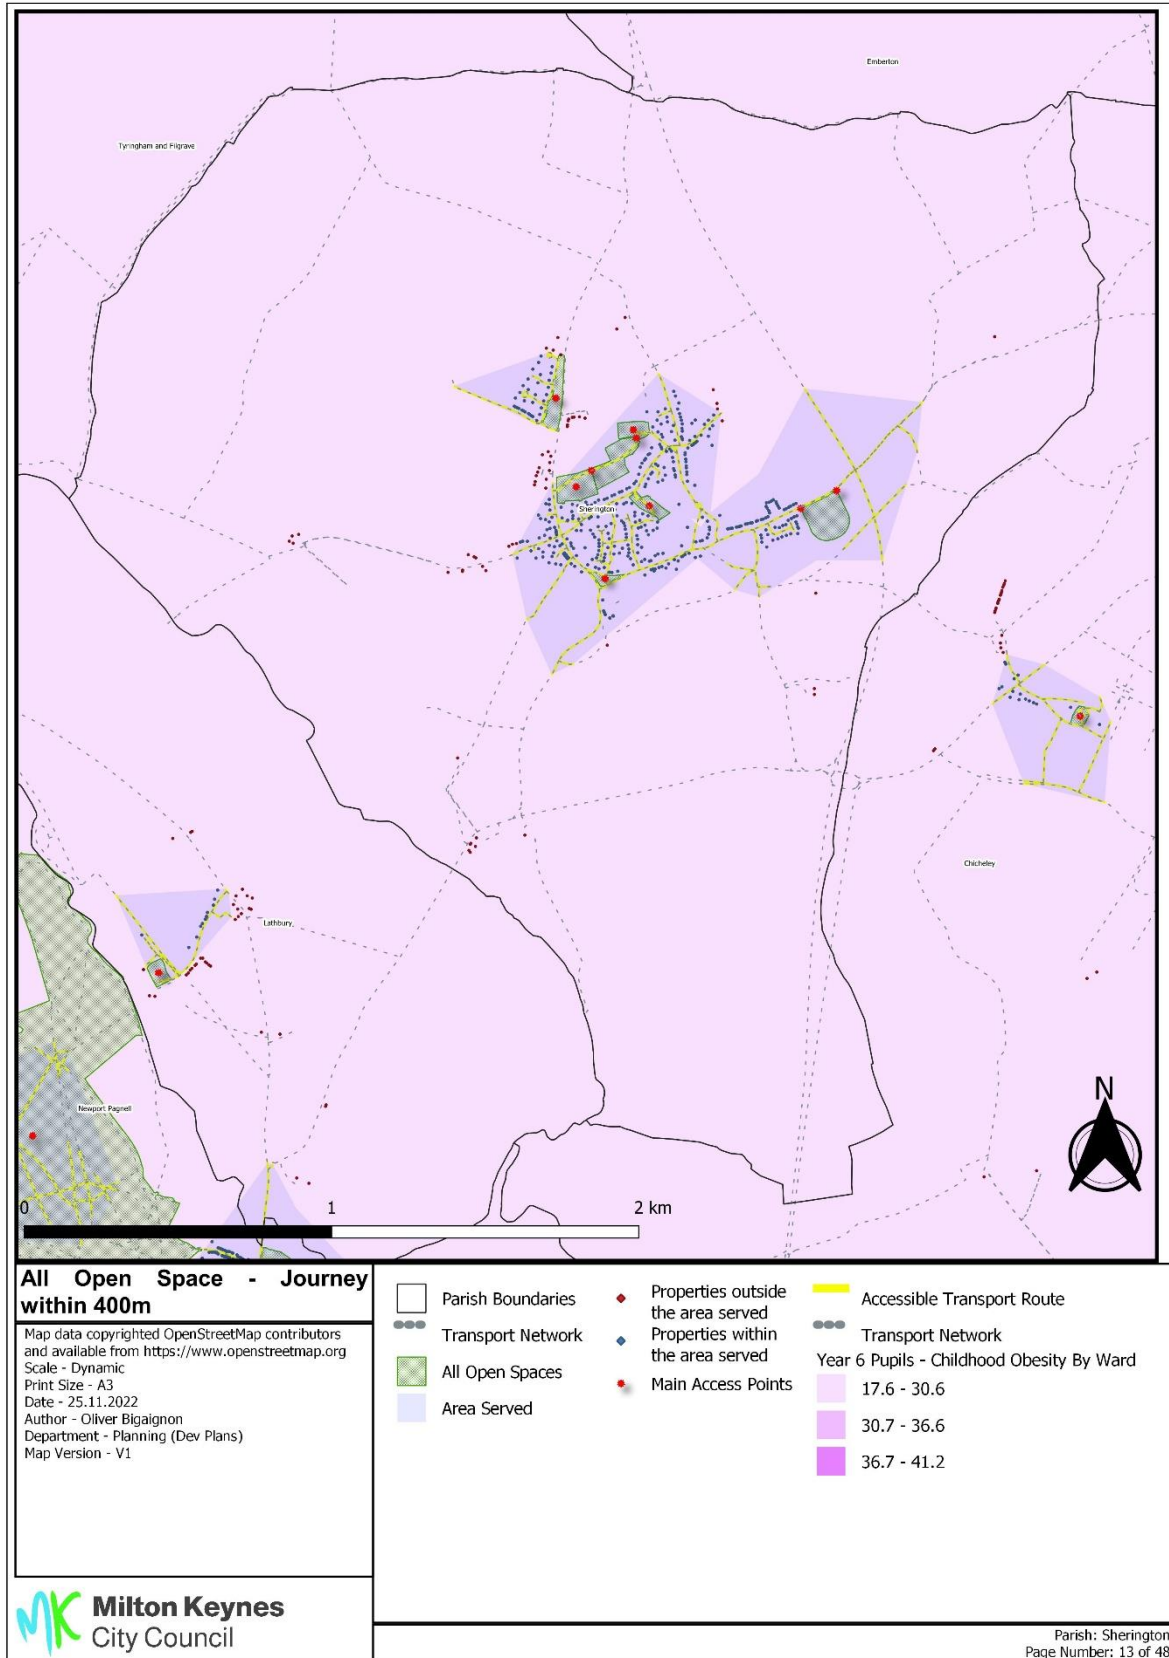 Emberton
Tyringham and Filgrave
Sherington
Chicheley
Lathbury
Newport Pagnell
N
0 1 2 km
All Open Space - Journey
within 400m
Map data copyrighted OpenStreetMap contributors
and available from https://www.openstreetmap.org
Scale - Dynamic
Print Size - A3
Date - 25.11.2022
Author - Oliver Bigaignon
Department - Planning (Dev Plans)
Map Version - V1
Parish Boundaries
Transport Network
All Open Spaces
Area Served
Properties outside
the area served
Properties within
the area served
Main Access Points
Accessible Transport Route
Transport Network
Year 6 Pupils - Childhood Obesity By Ward
17.6 - 30.6
30.7 - 36.6
36.7 - 41.2
MK
Milton Keynes
City Council
Parish: Sherington
Page Number: 13 of 48